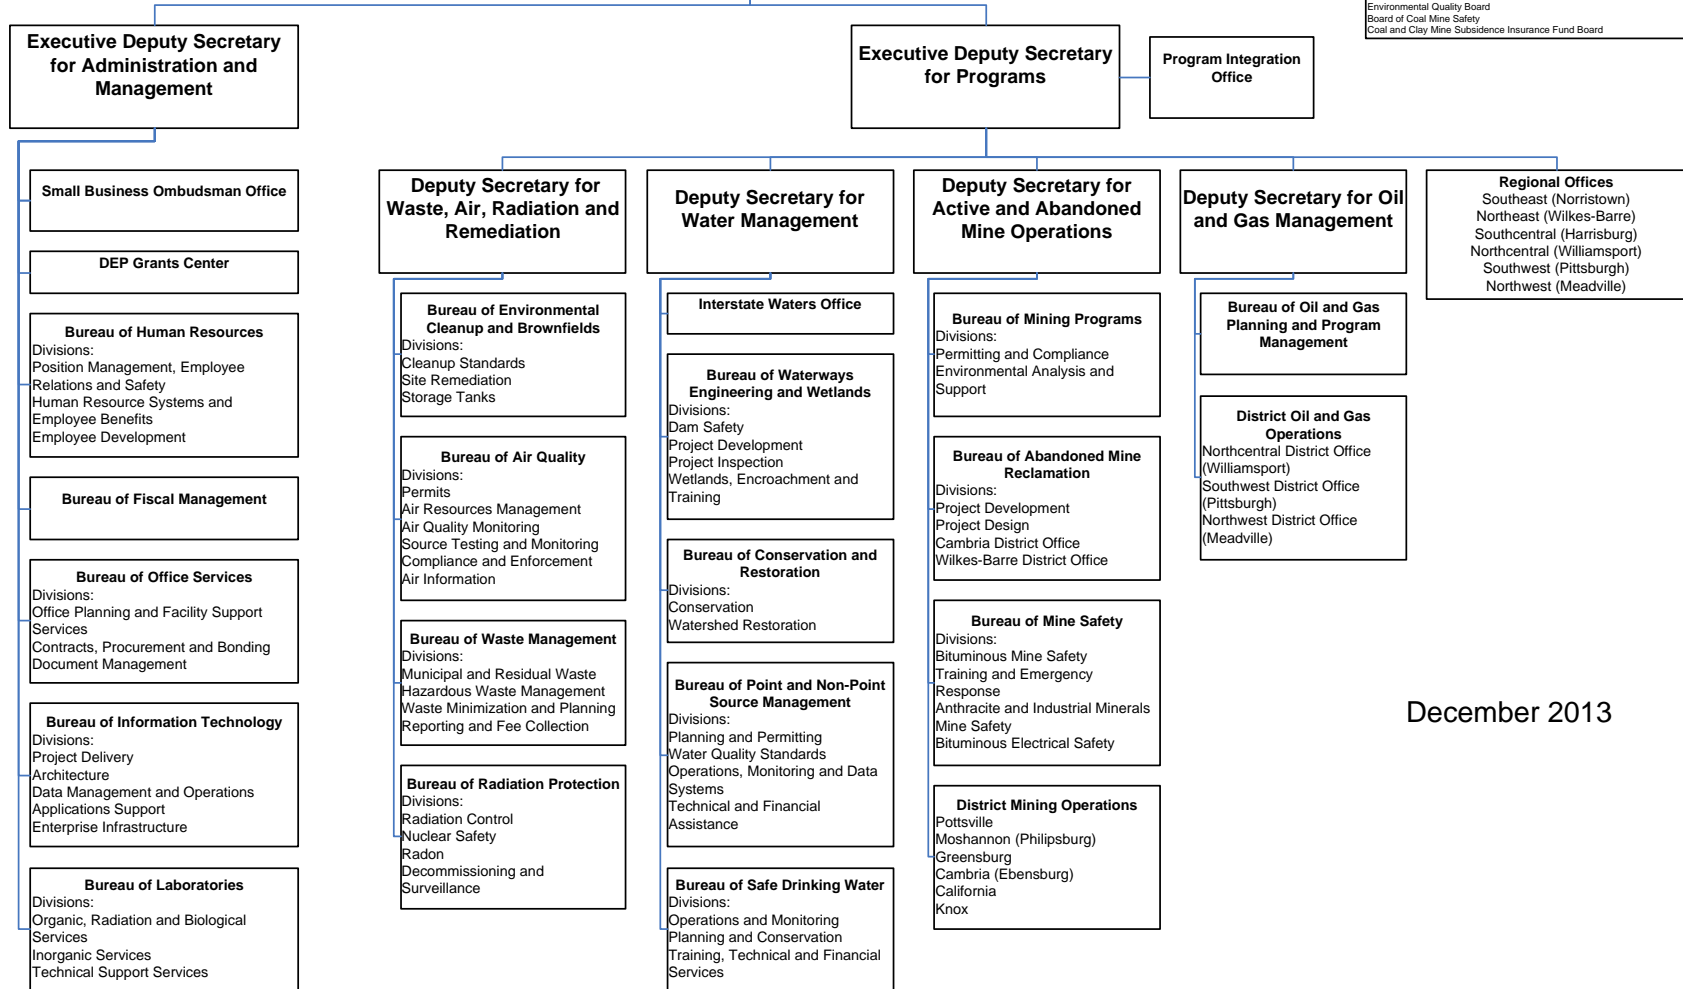 Environmental Quality Board
Board of Coal Mine Safety
Coal and Clay Mine Subsidence Insurance Fund Board
Executive Deputy Secretary
for Administration and
Management
Executive Deputy Secretary
for Programs
Program Integration
Office
Small Business Ombudsman Office
DEP Grants Center
Bureau of Human Resources
Divisions:
Position Management, Employee
Relations and Safety
Human Resource Systems and
Employee Benefits
Employee Development
Bureau of Fiscal Management
Bureau of Office Services
Divisions:
Office Planning and Facility Support
Services
Contracts, Procurement and Bonding
Document Management
Bureau of Information Technology
Divisions:
Project Delivery
Architecture
Data Management and Operations
Applications Support
Enterprise Infrastructure
Bureau of Laboratories
Divisions:
Organic, Radiation and Biological
Services
Inorganic Services
Technical Support Services
Deputy Secretary for
Waste, Air, Radiation and
Remediation
Bureau of Environmental
Cleanup and Brownfields
Divisions:
Cleanup Standards
Site Remediation
Storage Tanks
Bureau of Air Quality
Divisions:
Permits
Air Resources Management
Air Quality Monitoring
Source Testing and Monitoring
Compliance and Enforcement
Air Information
Bureau of Waste Management
Divisions:
Municipal and Residual Waste
Hazardous Waste Management
Waste Minimization and Planning
Reporting and Fee Collection
Bureau of Radiation Protection
Divisions:
Radiation Control
Nuclear Safety
Radon
Decommissioning and
Surveillance
Deputy Secretary for
Water Management
Interstate Waters Office
Bureau of Waterways
Engineering and Wetlands
Divisions:
Dam Safety
Project Development
Project Inspection
Wetlands, Encroachment and
Training
Bureau of Conservation and
Restoration
Divisions:
Conservation
Watershed Restoration
Bureau of Point and Non-Point
Source Management
Divisions:
Planning and Permitting
Water Quality Standards
Operations, Monitoring and Data
Systems
Technical and Financial
Assistance
Bureau of Safe Drinking Water
Divisions:
Operations and Monitoring
Planning and Conservation
Training, Technical and Financial
Services
Deputy Secretary for
Active and Abandoned
Mine Operations
Bureau of Mining Programs
Divisions:
Permitting and Compliance
Environmental Analysis and
Support
Bureau of Abandoned Mine
Reclamation
Divisions:
Project Development
Project Design
Cambria District Office
Wilkes-Barre District Office
Bureau of Mine Safety
Divisions:
Bituminous Mine Safety
Training and Emergency
Response
Anthracite and Industrial Minerals
Mine Safety
Bituminous Electrical Safety
District Mining Operations
Pottsville
Moshannon (Philipsburg)
Greensburg
Cambria (Ebensburg)
California
Knox
Deputy Secretary for Oil
and Gas Management
Bureau of Oil and Gas
Planning and Program
Management
District Oil and Gas
Operations
Northcentral District Office
(Williamsport)
Southwest District Office
(Pittsburgh)
Northwest District Office
(Meadville)
Regional Offices
Southeast (Norristown)
Northeast (Wilkes-Barre)
Southcentral (Harrisburg)
Northcentral (Williamsport)
Southwest (Pittsburgh)
Northwest (Meadville)
December 2013